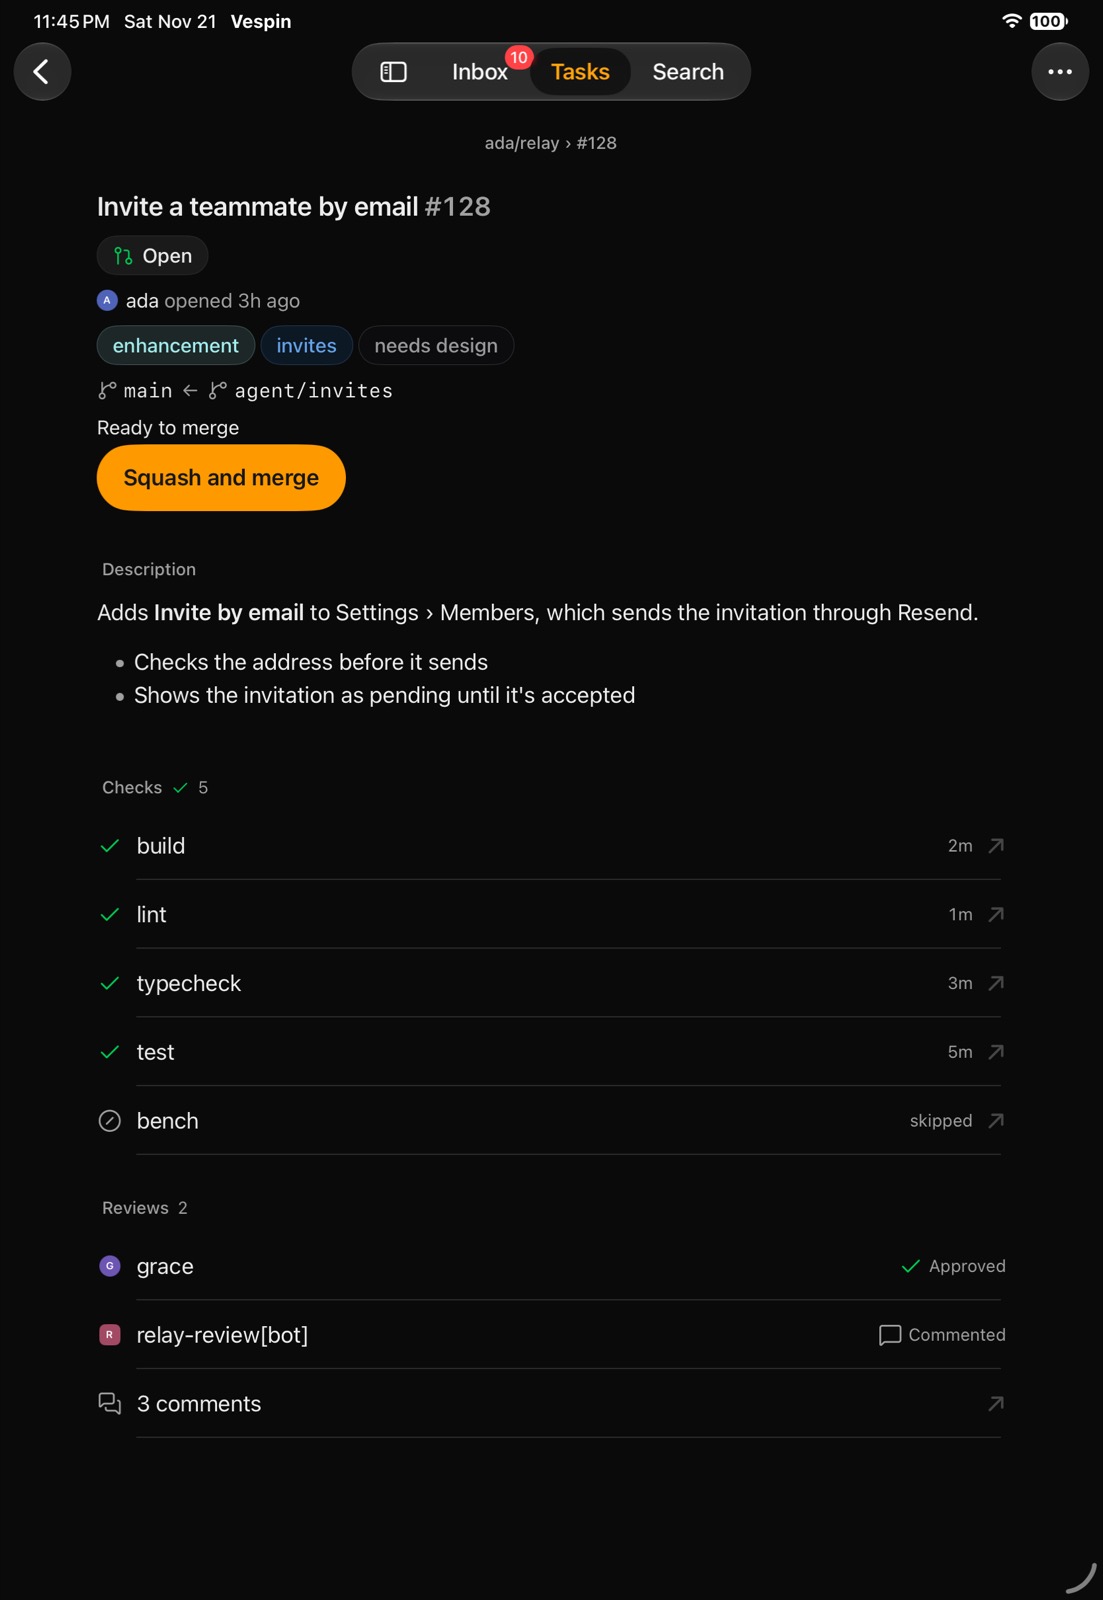 11:45 PM Sat Nov 21 Vespin
100
Inbox 10 Tasks Search
ada/relay › #128
Invite a teammate by email #128
Open
A ada opened 3h ago
enhancement invites needs design
main ← agent/invites
Ready to merge
Squash and merge
Description
Adds Invite by email to Settings › Members, which sends the invitation through Resend.
• Checks the address before it sends
• Shows the invitation as pending until it's accepted
Checks ✓ 5
build 2m
lint 1m
typecheck 3m
test 5m
bench skipped
Reviews 2
G grace Approved
R relay-review[bot] Commented
3 comments